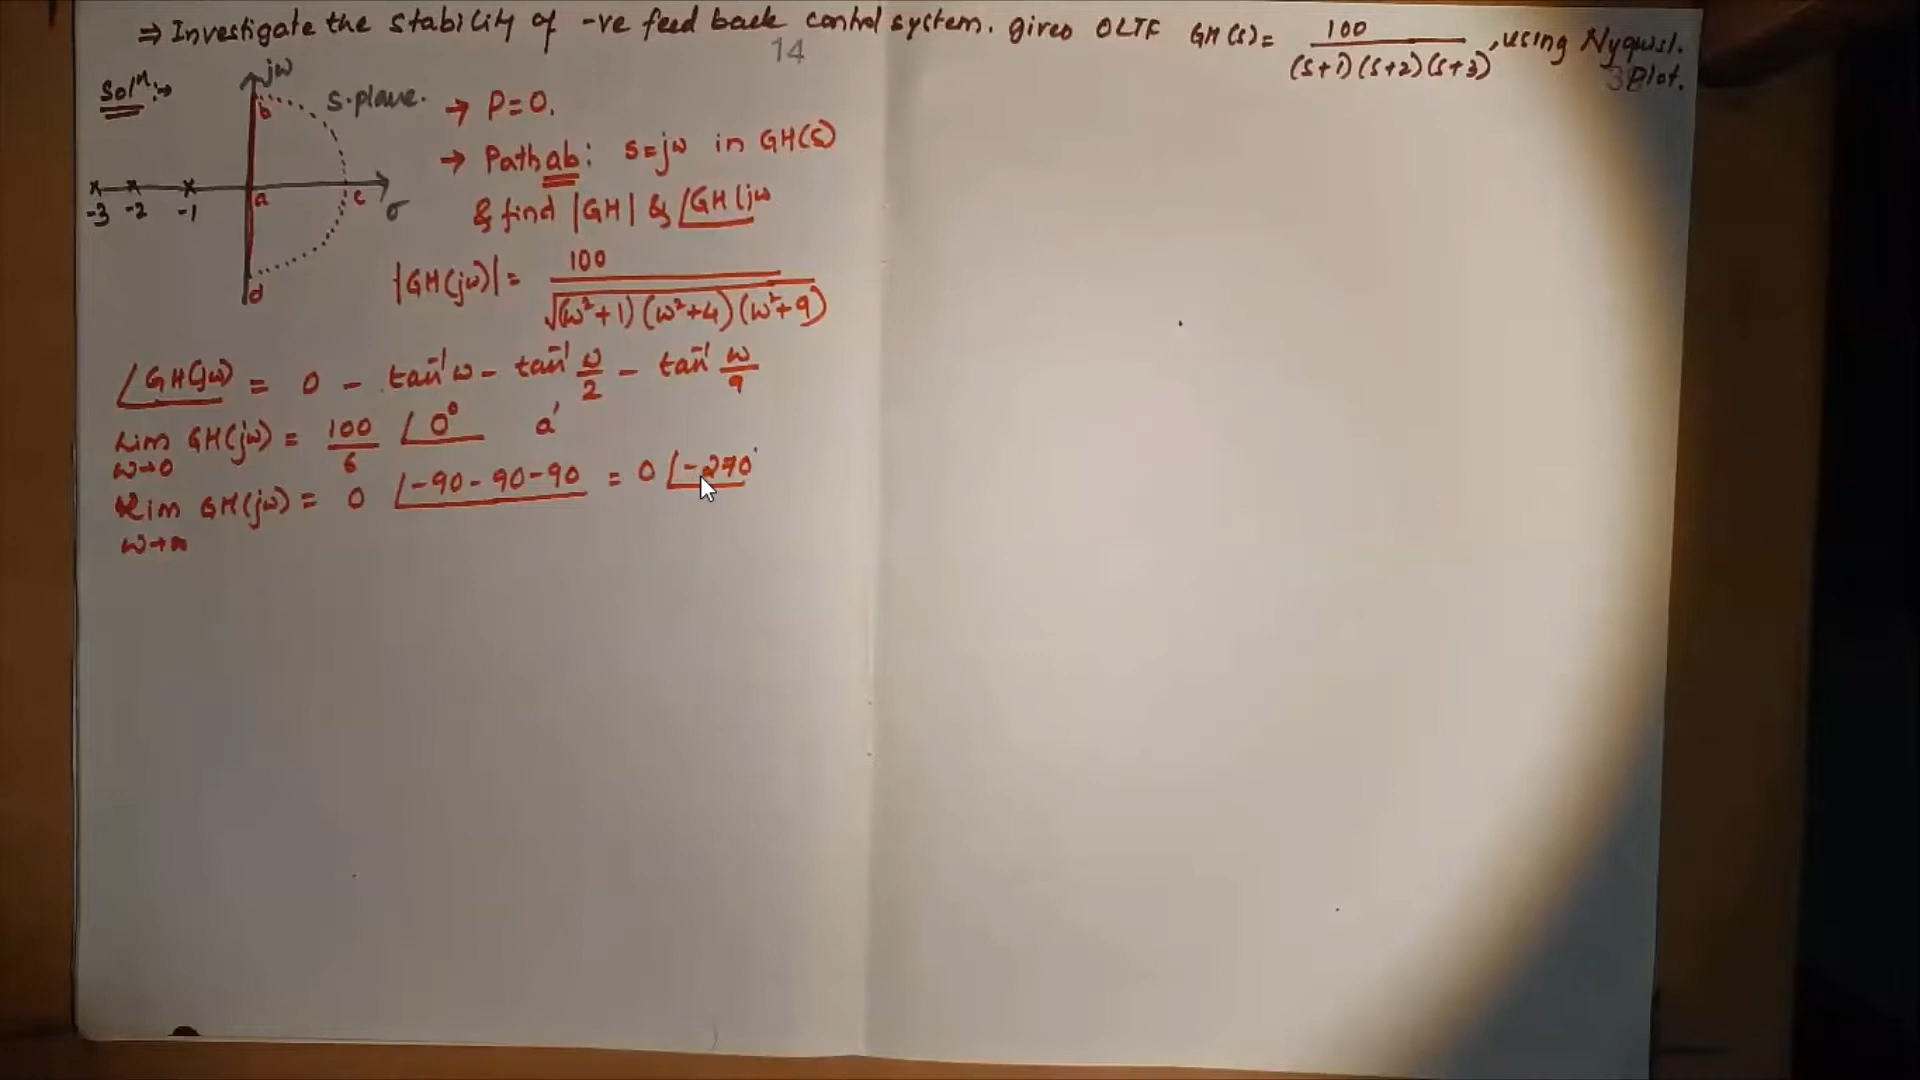 ⇒ Investigate the stability of -ve feed back control system. given OLTF GH(s)= 100 / (s+1)(s+2)(s+3), using Nyquist Plot.
14
38
Solⁿ:→
jω
b
S.plane.
→ P=0.
→ Path ab: s=jω in GH(s)
-3 -2 -1 a c σ
d
& find |GH| & ∠GH(jω
|GH(jω)| = 100 / √(ω²+1)(ω²+4)(ω²+9)
∠GH(jω) = 0 - tan⁻¹ω - tan⁻¹ ω/2 - tan⁻¹ ω/9
Lim ω→0 GH(jω) = 100/6 ∠0° a'
Lim ω→∞ GH(jω) = 0 ∠-90-90-90 = 0 ∠-270°